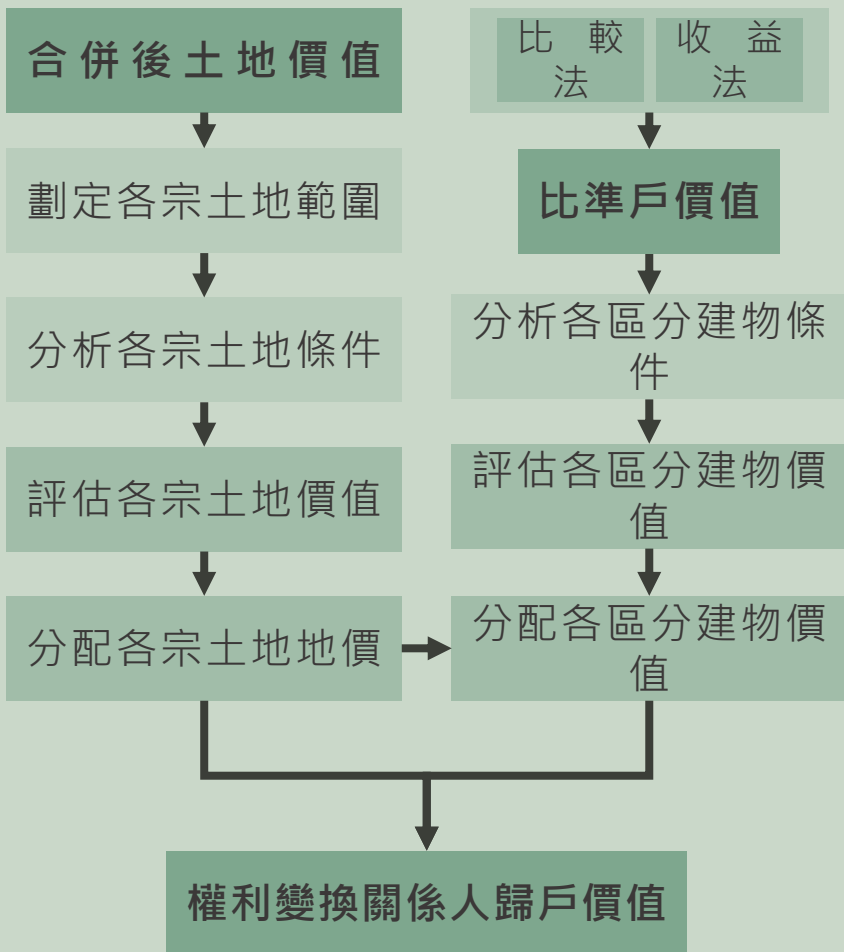 合併後土地價值
劃定各宗土地範圍
分析各宗土地條件
評估各宗土地價值
分配各宗土地地價
比較
法
收益
法
比準戶價值
分析各區分建物條
件
評估各區分建物價
值
分配各區分建物價
值
權利變換關係人歸戶價值